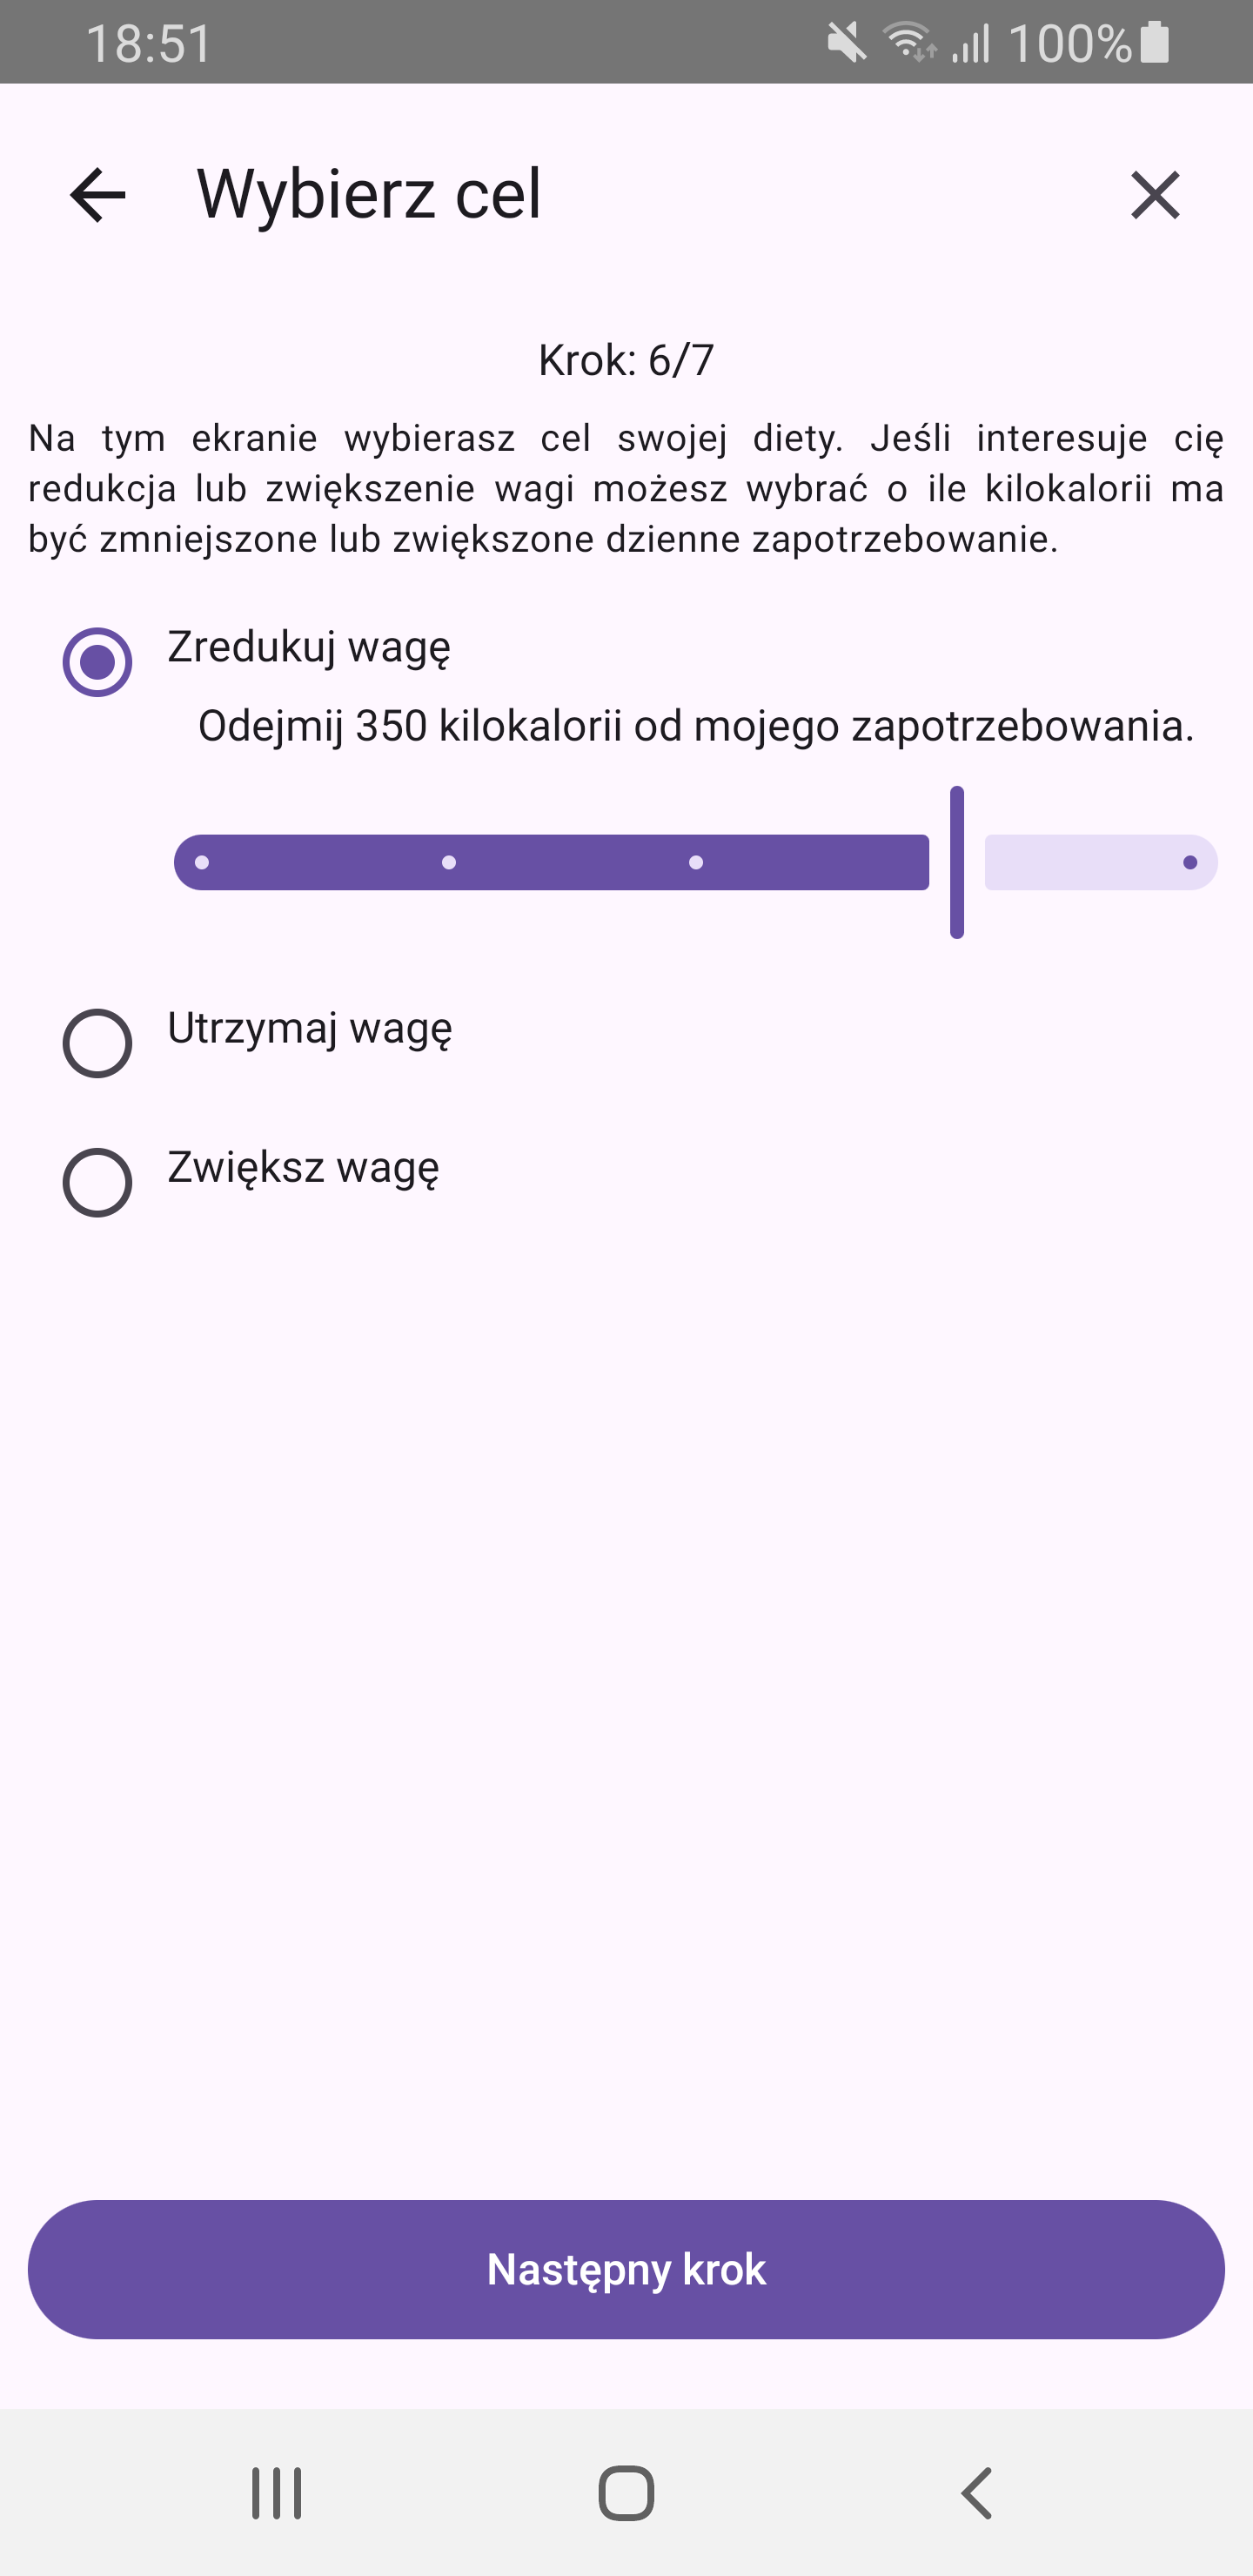 18:51
100%
Wybierz cel
Krok: 6/7
Na tym ekranie wybierasz cel swojej diety. Jeśli interesuje cię
redukcja lub zwiększenie wagi możesz wybrać o ile kilokalorii ma
być zmniejszone lub zwiększone dzienne zapotrzebowanie.
Zredukuj wagę
Odejmij 350 kilokalorii od mojego zapotrzebowania.
Utrzymaj wagę
Zwiększ wagę
Następny krok